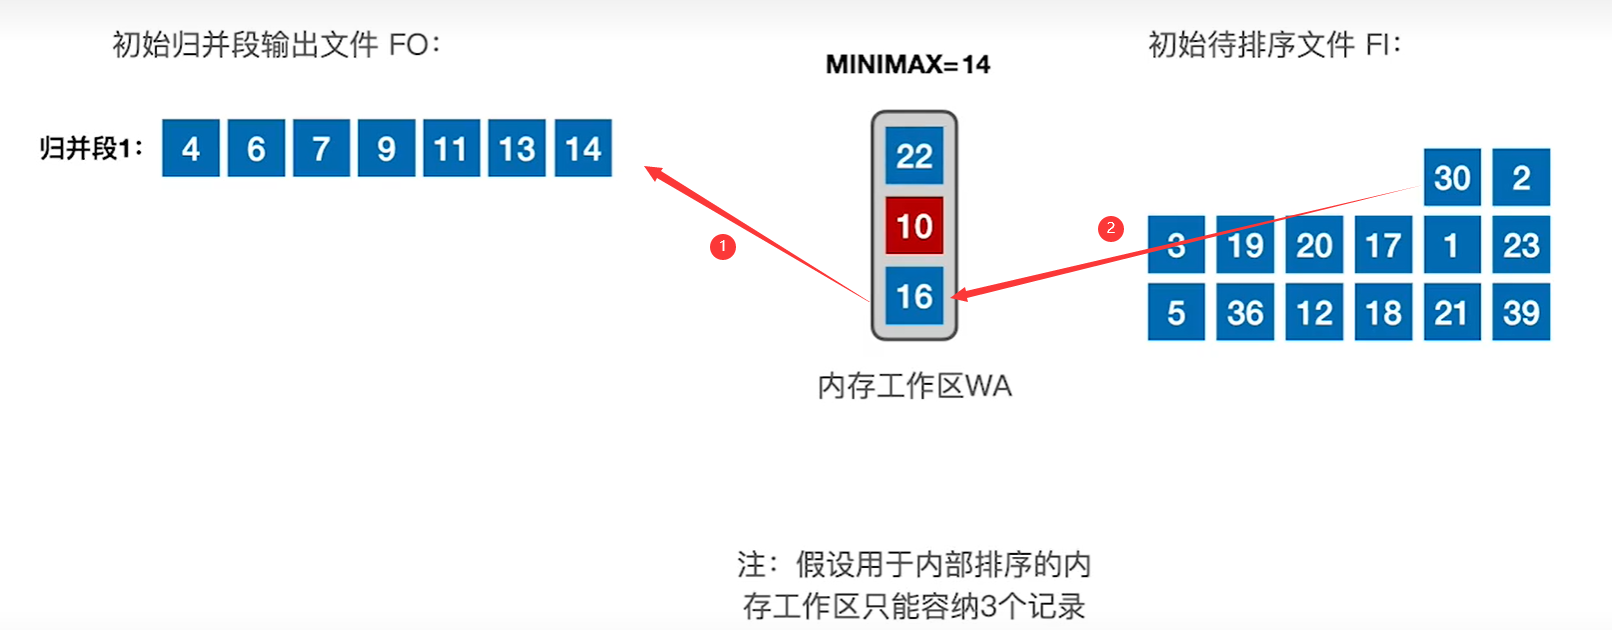 初始归并段输出文件 FO：
MINIMAX=14
初始待排序文件 FI：
归并段1： 4 6 7 9 11 13 14
22
10
16
1
2
30 2
3 19 20 17 1 23
5 36 12 18 21 39
内存工作区WA
注：假设用于内部排序的内
存工作区只能容纳3个记录